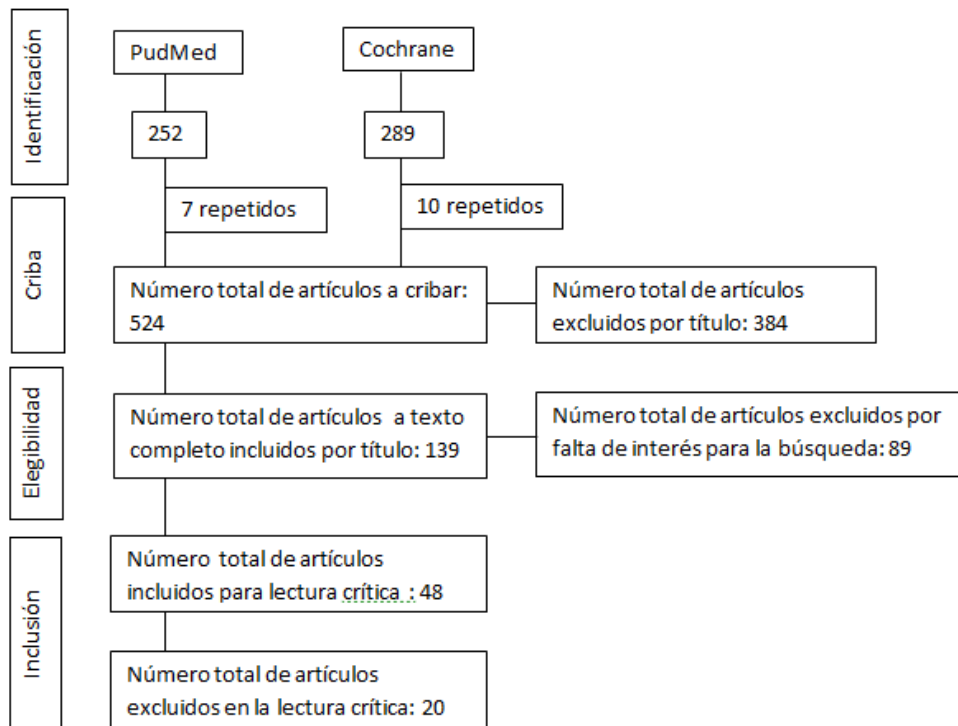 Identificación
PudMed
Cochrane
252
289
7 repetidos
10 repetidos
Criba
Número total de artículos a cribar:
524
Número total de artículos
excluidos por título: 384
Elegibilidad
Número total de artículos a texto
completo incluidos por título: 139
Número total de artículos excluidos por
falta de interés para la búsqueda: 89
Inclusión
Número total de artículos
incluidos para lectura crítica : 48
Número total de artículos
excluidos en la lectura crítica: 20